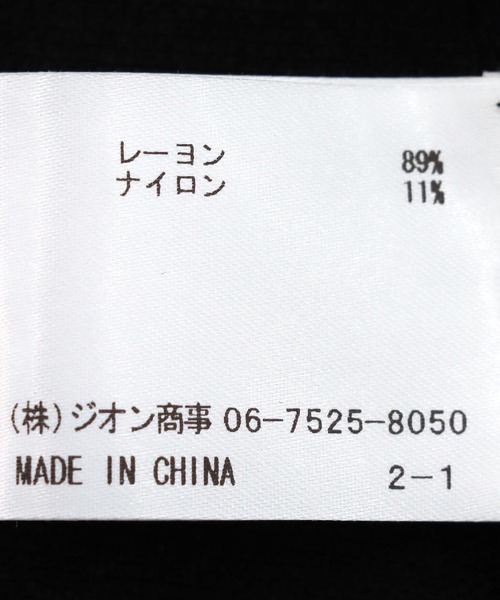 レーヨン 89%
ナイロン 11%
(株)ジオン商事 06-7525-8050
MADE IN CHINA 2-1